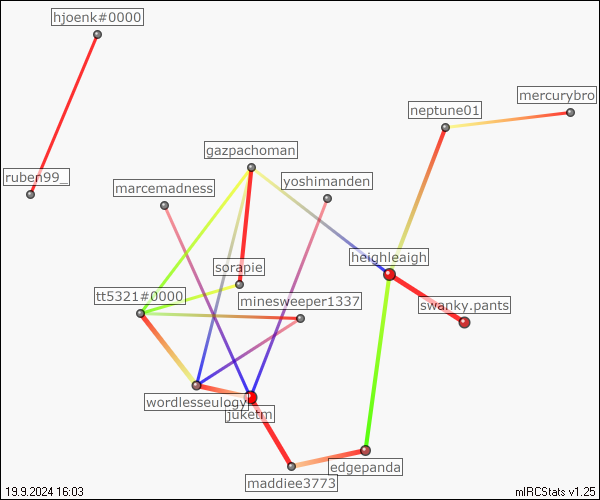 hjoenk#0000
mercurybro
neptune01
gazpachoman
ruben99_
yoshimanden
marcemadness
heighleaigh
sorapie
tt5321#0000
minesweeper1337
swanky.pants
wordlesseulogy
juketm
edgepanda
maddiee3773
19.9.2024 16:03
mIRCStats v1.25